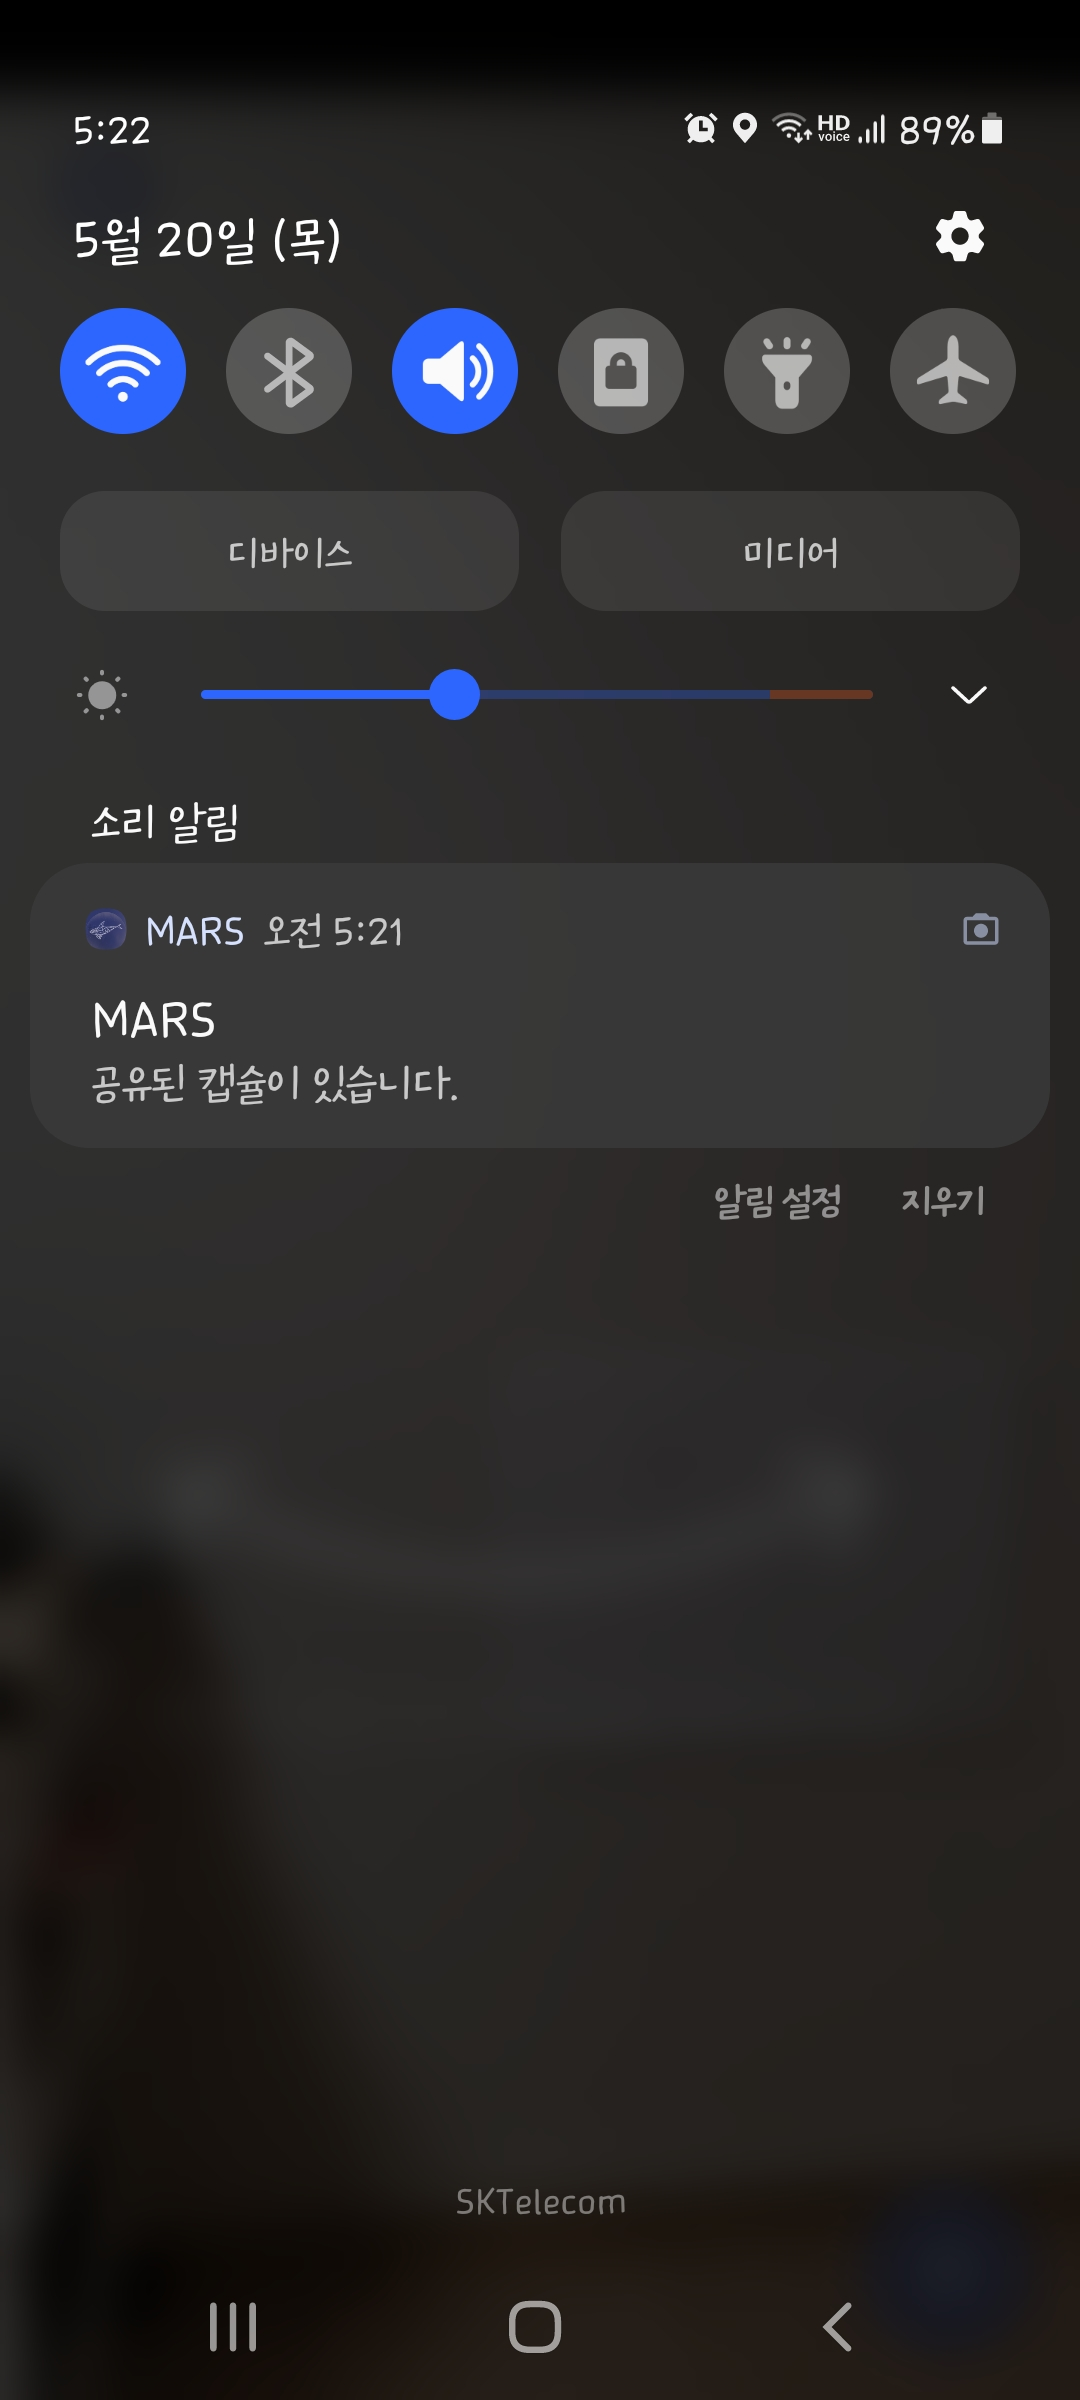 5:22 HD voice 89%
5월 20일 (목)
디바이스 미디어
소리 알림
MARS 오전 5:21
MARS
공유된 캡슐이 있습니다.
알림 설정 지우기
SKTelecom